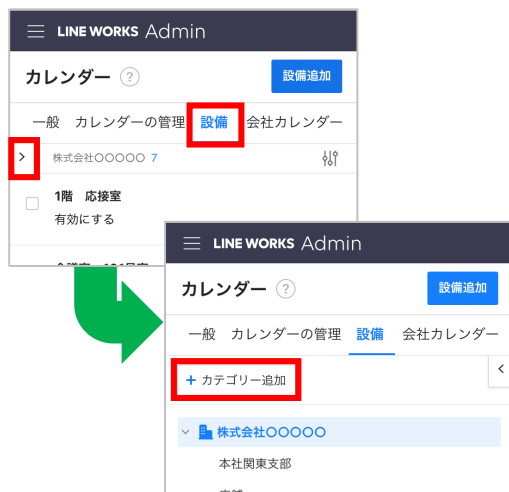 LINE WORKS Admin
カレンダー ?
設備追加
一般 カレンダーの管理 設備 会社カレンダー
株式会社〇〇〇〇〇 7
1階 応接室
有効にする
LINE WORKS Admin
カレンダー ?
設備追加
一般 カレンダーの管理 設備 会社カレンダー
+ カテゴリー追加
株式会社〇〇〇〇〇
本社関東支部